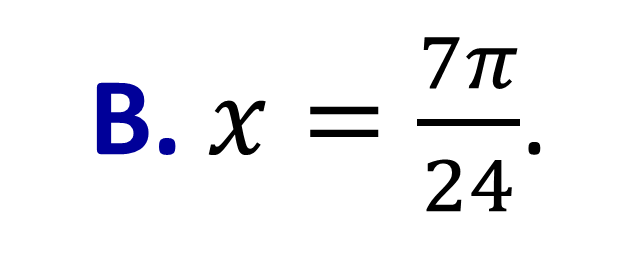 B. x = 7π/24.